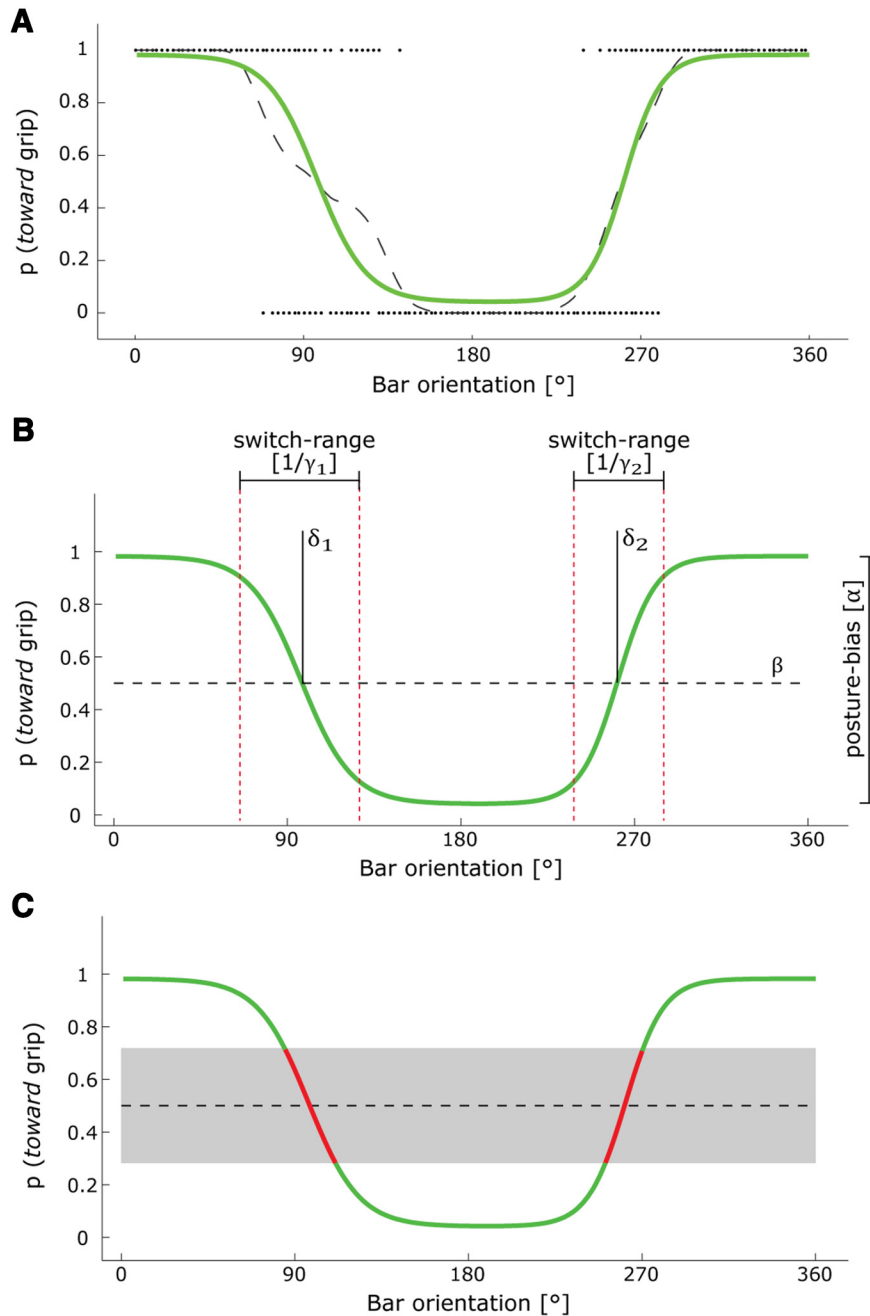 A
1
0.8
0.6
0.4
0.2
0
p (toward grip)
0 90 180 270 360
Bar orientation [°]
B
switch-range switch-range
[1/γ1] [1/γ2]
δ1 δ2
1
0.8
0.6
0.4
0.2
0
β
p (toward grip)
posture-bias [α]
0 90 180 270 360
Bar orientation [°]
C
1
0.8
0.6
0.4
0.2
0
p (toward grip)
0 90 180 270 360
Bar orientation [°]